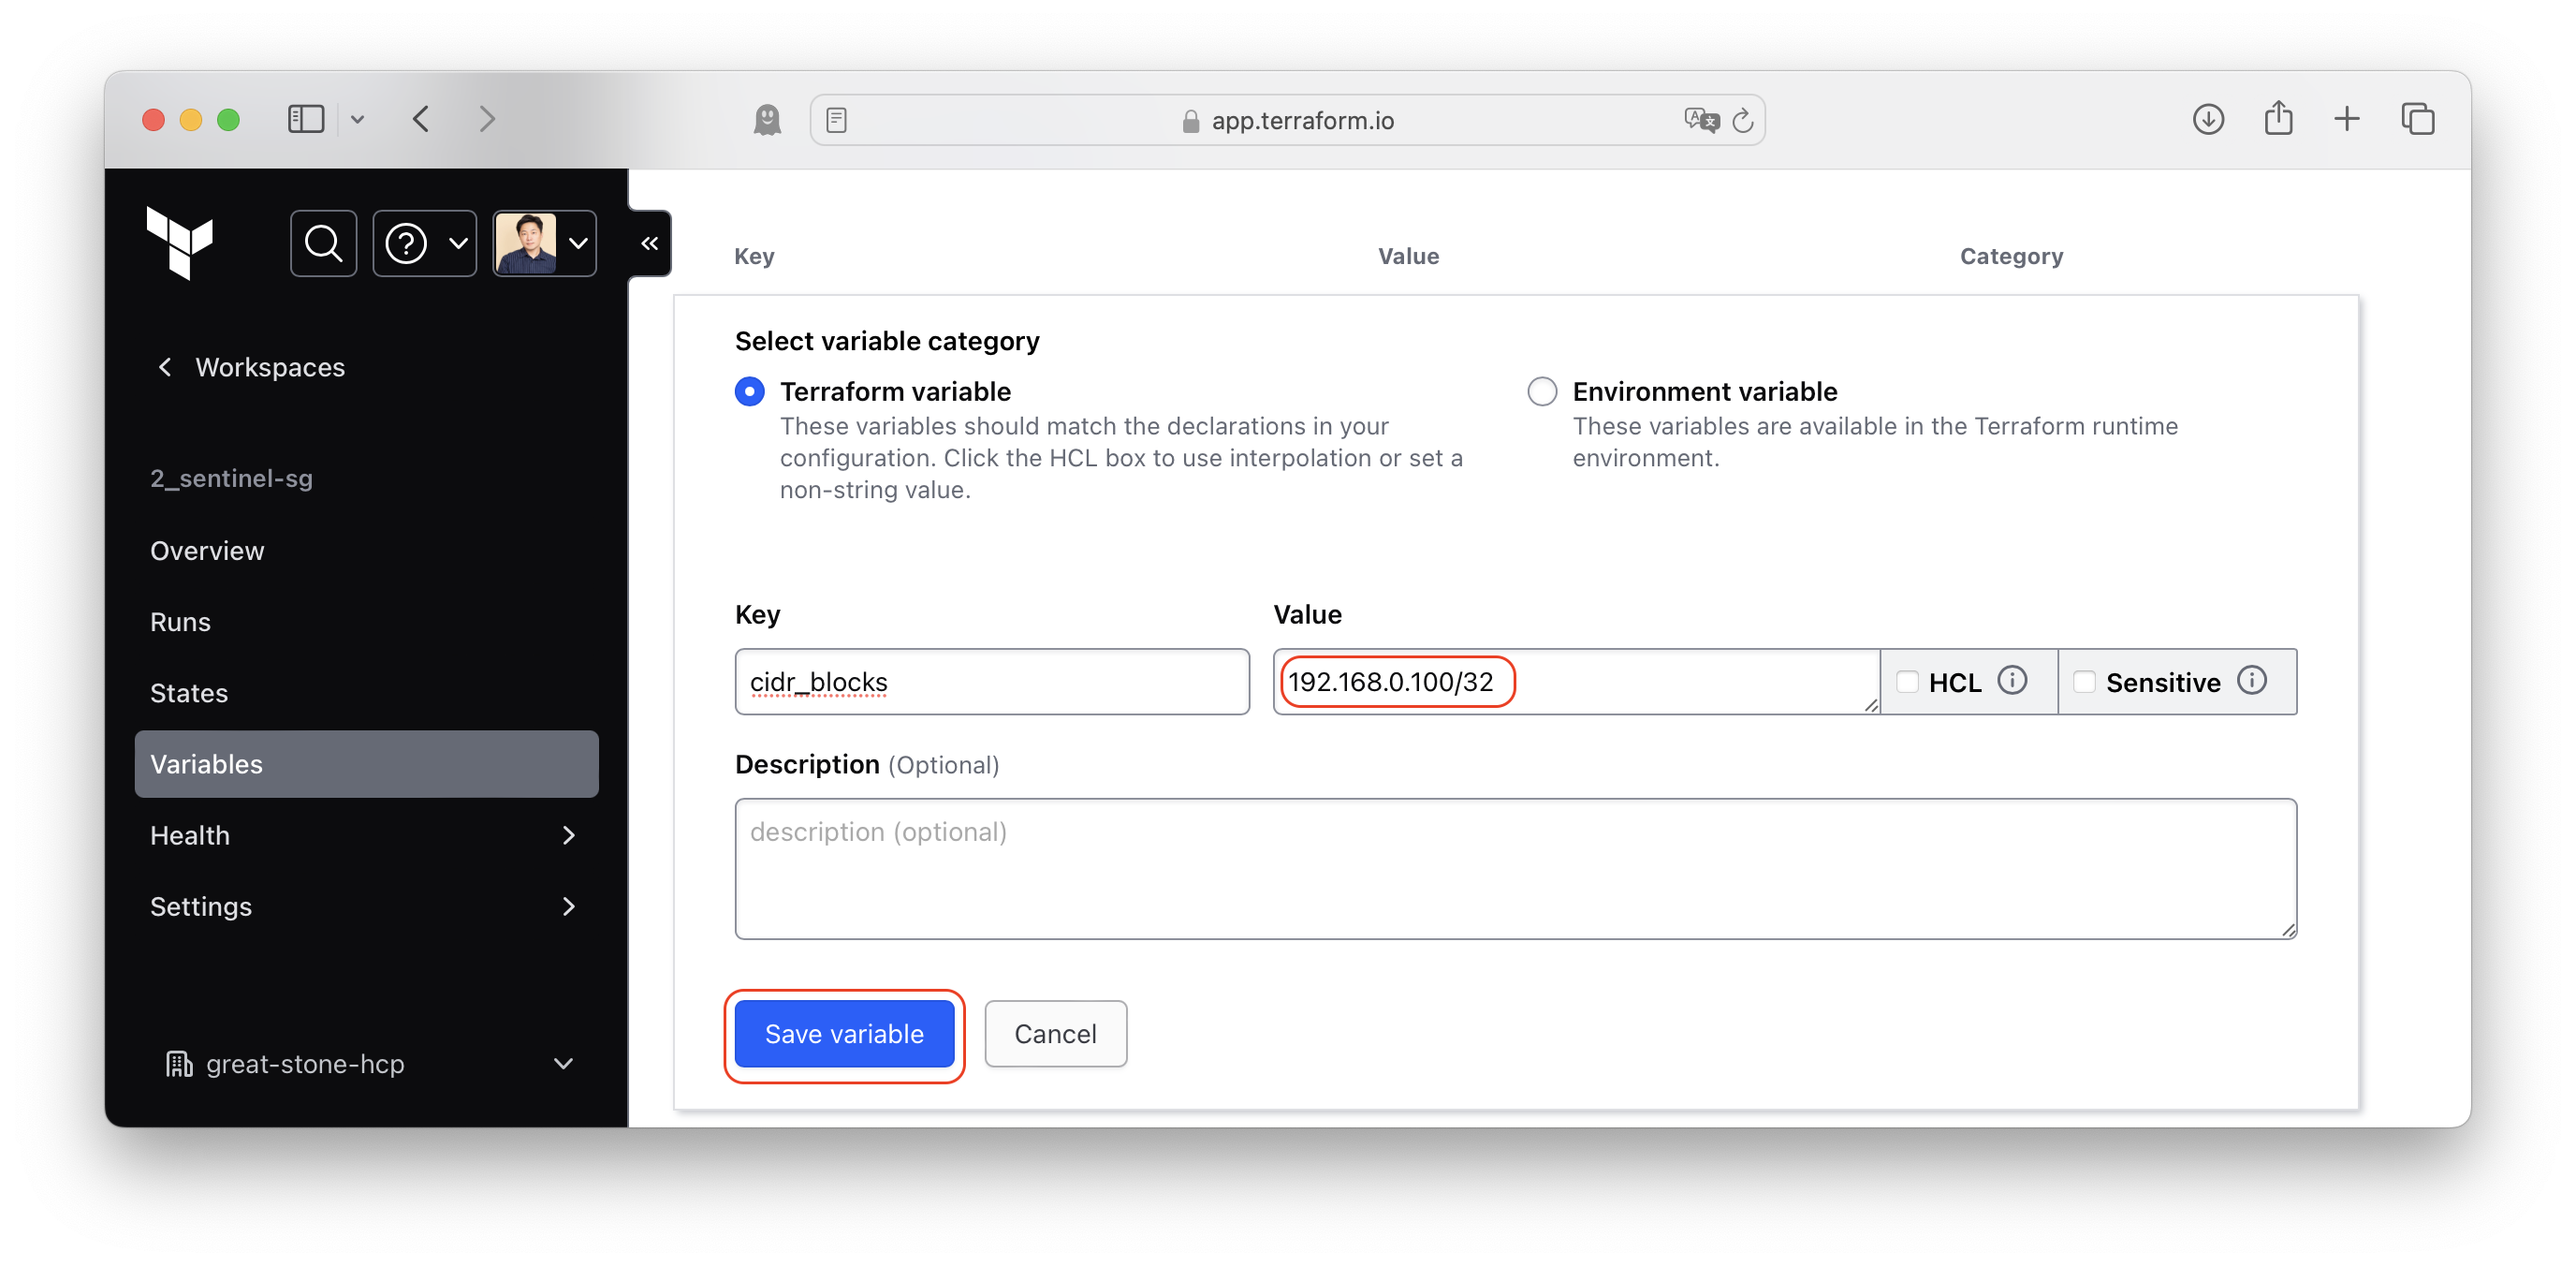 app.terraform.io
Workspaces
2_sentinel-sg
Overview
Runs
States
Variables
Health
Settings
great-stone-hcp
Key Value Category
Select variable category
Terraform variable
These variables should match the declarations in your
configuration. Click the HCL box to use interpolation or set a
non-string value.
Environment variable
These variables are available in the Terraform runtime
environment.
Key Value
cidr_blocks 192.168.0.100/32 HCL Sensitive
Description (Optional)
description (optional)
Save variable Cancel